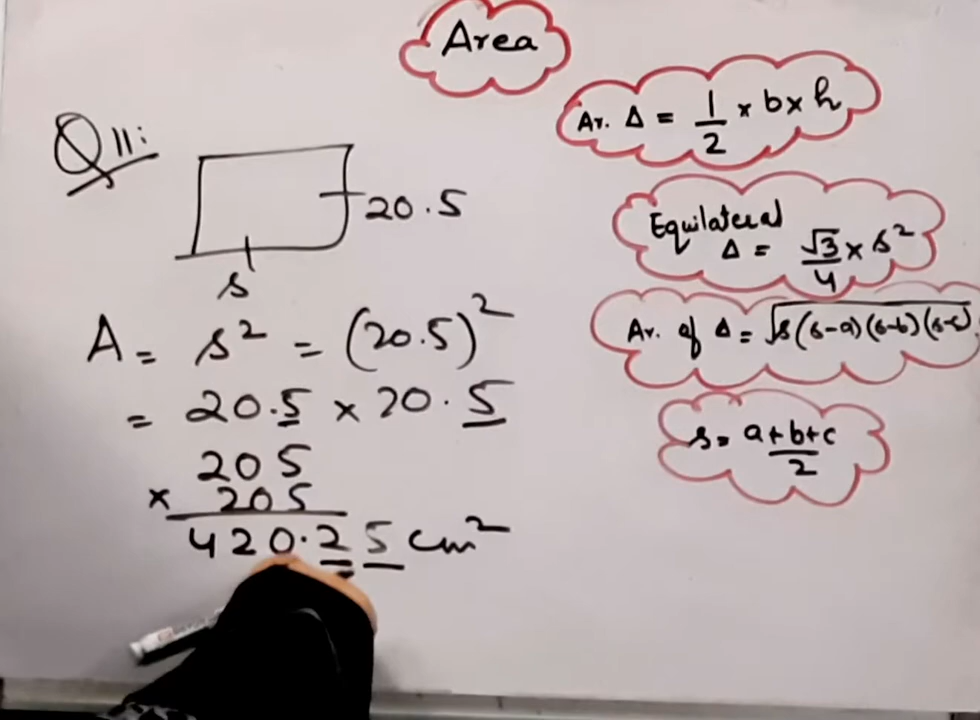 Area
Ar. Δ = 1/2 × b × h
Q11:
20.5
s
Equilateral
Δ = √3/4 × s²
Ar. of Δ = √s(s-a)(s-b)(s-c)
s = a+b+c/2
A = s² = (20.5)²
= 20.5 × 20.5
205
× 205
420.25 cm²